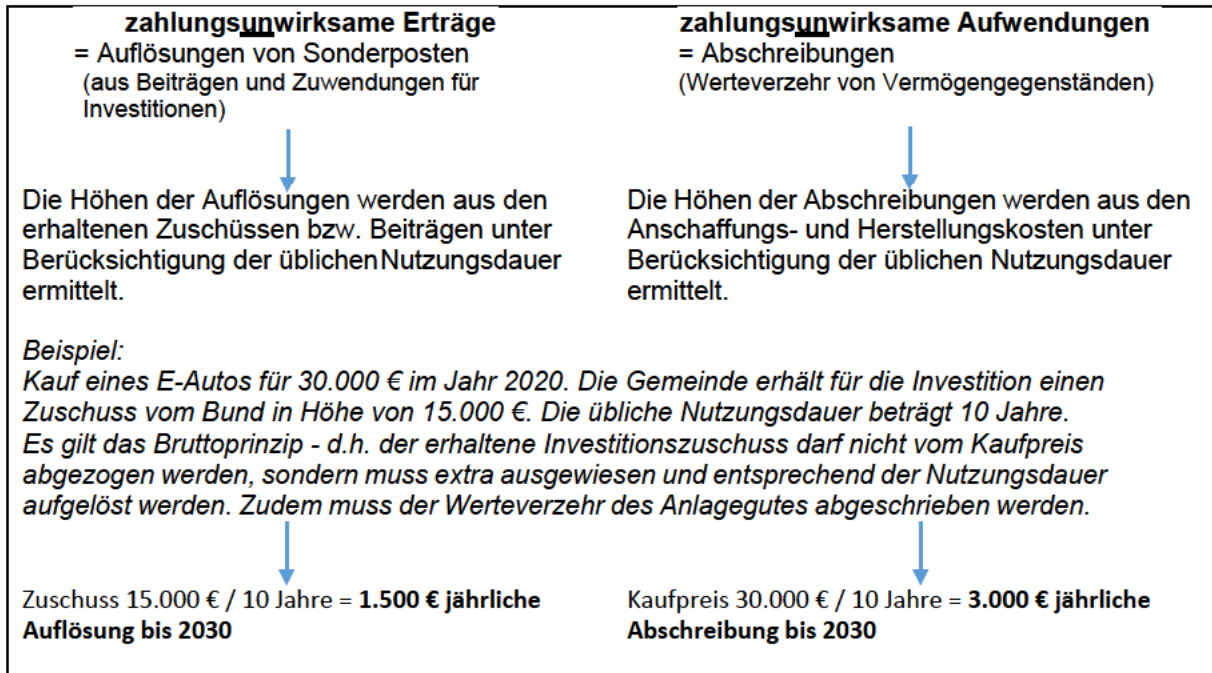 zahlungsunwirksame Erträge
= Auflösungen von Sonderposten
(aus Beiträgen und Zuwendungen für
Investitionen)
Die Höhen der Auflösungen werden aus den
erhaltenen Zuschüssen bzw. Beiträgen unter
Berücksichtigung der üblichen Nutzungsdauer
ermittelt.
zahlungsunwirksame Aufwendungen
= Abschreibungen
(Werteverzehr von Vermögengegenständen)
Die Höhen der Abschreibungen werden aus den
Anschaffungs- und Herstellungskosten unter
Berücksichtigung der üblichen Nutzungsdauer
ermittelt.
Beispiel:
Kauf eines E-Autos für 30.000 € im Jahr 2020. Die Gemeinde erhält für die Investition einen
Zuschuss vom Bund in Höhe von 15.000 €. Die übliche Nutzungsdauer beträgt 10 Jahre.
Es gilt das Bruttoprinzip - d.h. der erhaltene Investitionszuschuss darf nicht vom Kaufpreis
abgezogen werden, sondern muss extra ausgewiesen und entsprechend der Nutzungsdauer
aufgelöst werden. Zudem muss der Werteverzehr des Anlagegutes abgeschrieben werden.
Zuschuss 15.000 € / 10 Jahre = 1.500 € jährliche
Auflösung bis 2030
Kaufpreis 30.000 € / 10 Jahre = 3.000 € jährliche
Abschreibung bis 2030